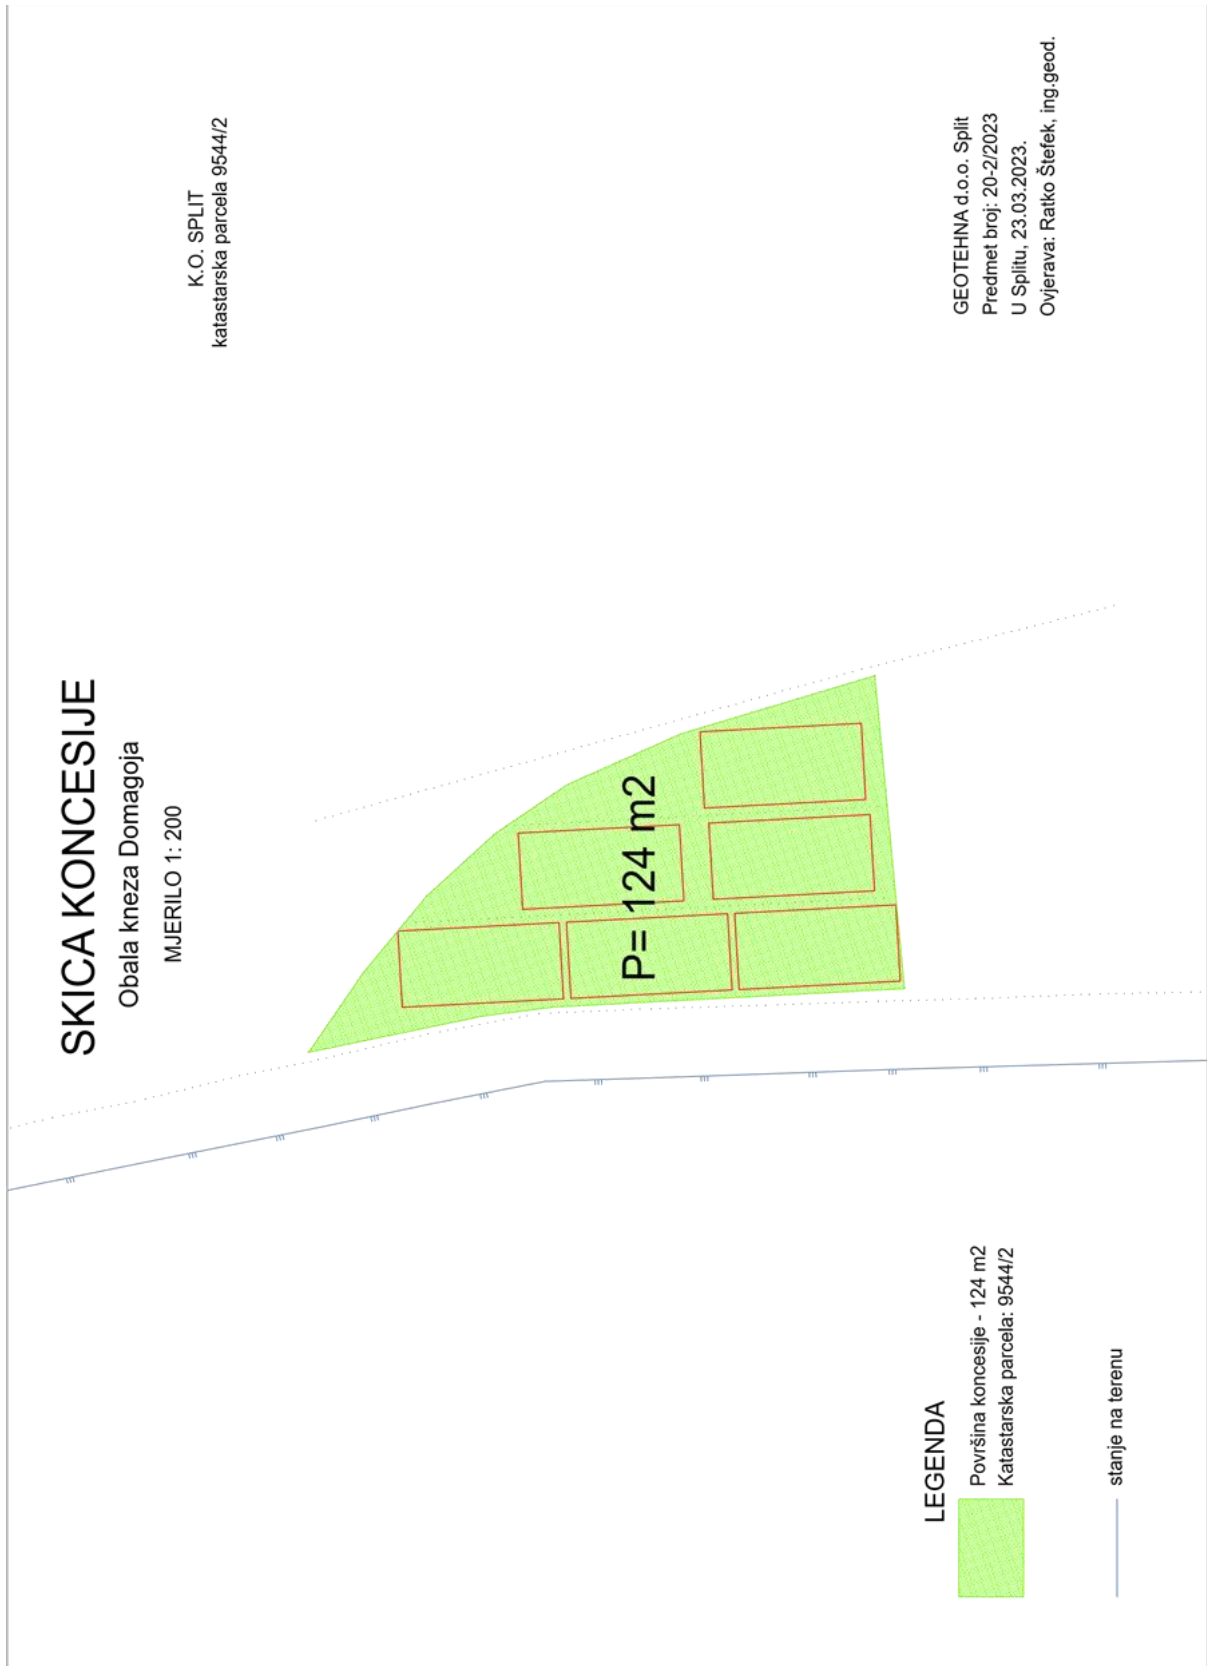 SKICA KONCESIJE
Obala kneza Domagoja
MJERILO 1: 200
K.O. SPLIT
katastarska parcela 9544/2
P= 124 m2
LEGENDA
Površina koncesije - 124 m2
Katastarska parcela: 9544/2
stanje na terenu
GEOTEHNA d.o.o. Split
Predmet broj: 20-2/2023
U Splitu, 23.03.2023.
Ovjerava: Ratko Štefek, ing.geod.